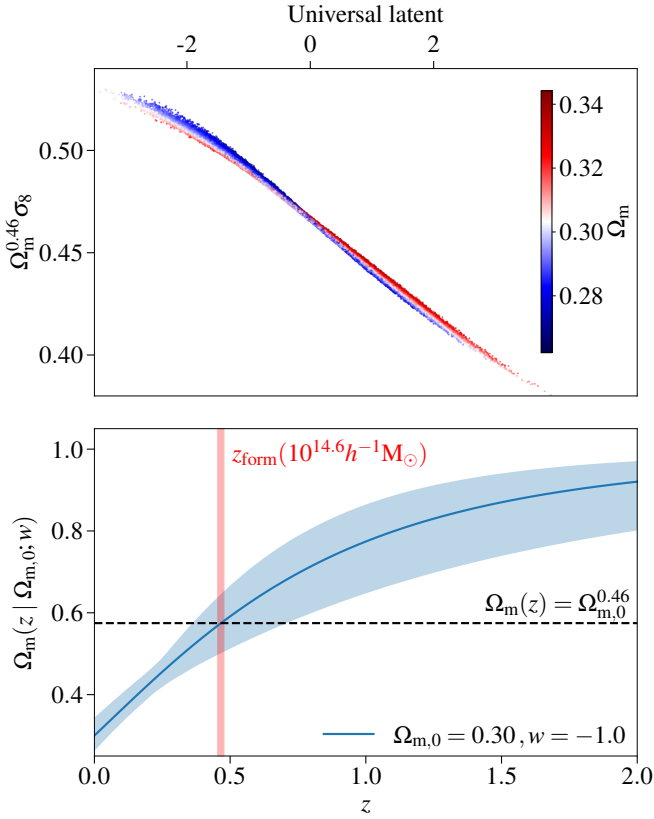 Universal latent
-2 0 2
0.50
0.45
0.40
Ω_m^0.46 σ_8
0.34
0.32
0.30
0.28
Ω_m
1.0
0.8
0.6
0.4
Ω_m(z | Ω_m,0; w)
z_form(10^14.6 h^−1 M_⊙)
Ω_m(z) = Ω_m,0^0.46
Ω_m,0 = 0.30 , w = −1.0
0.0 0.5 1.0 1.5 2.0
z